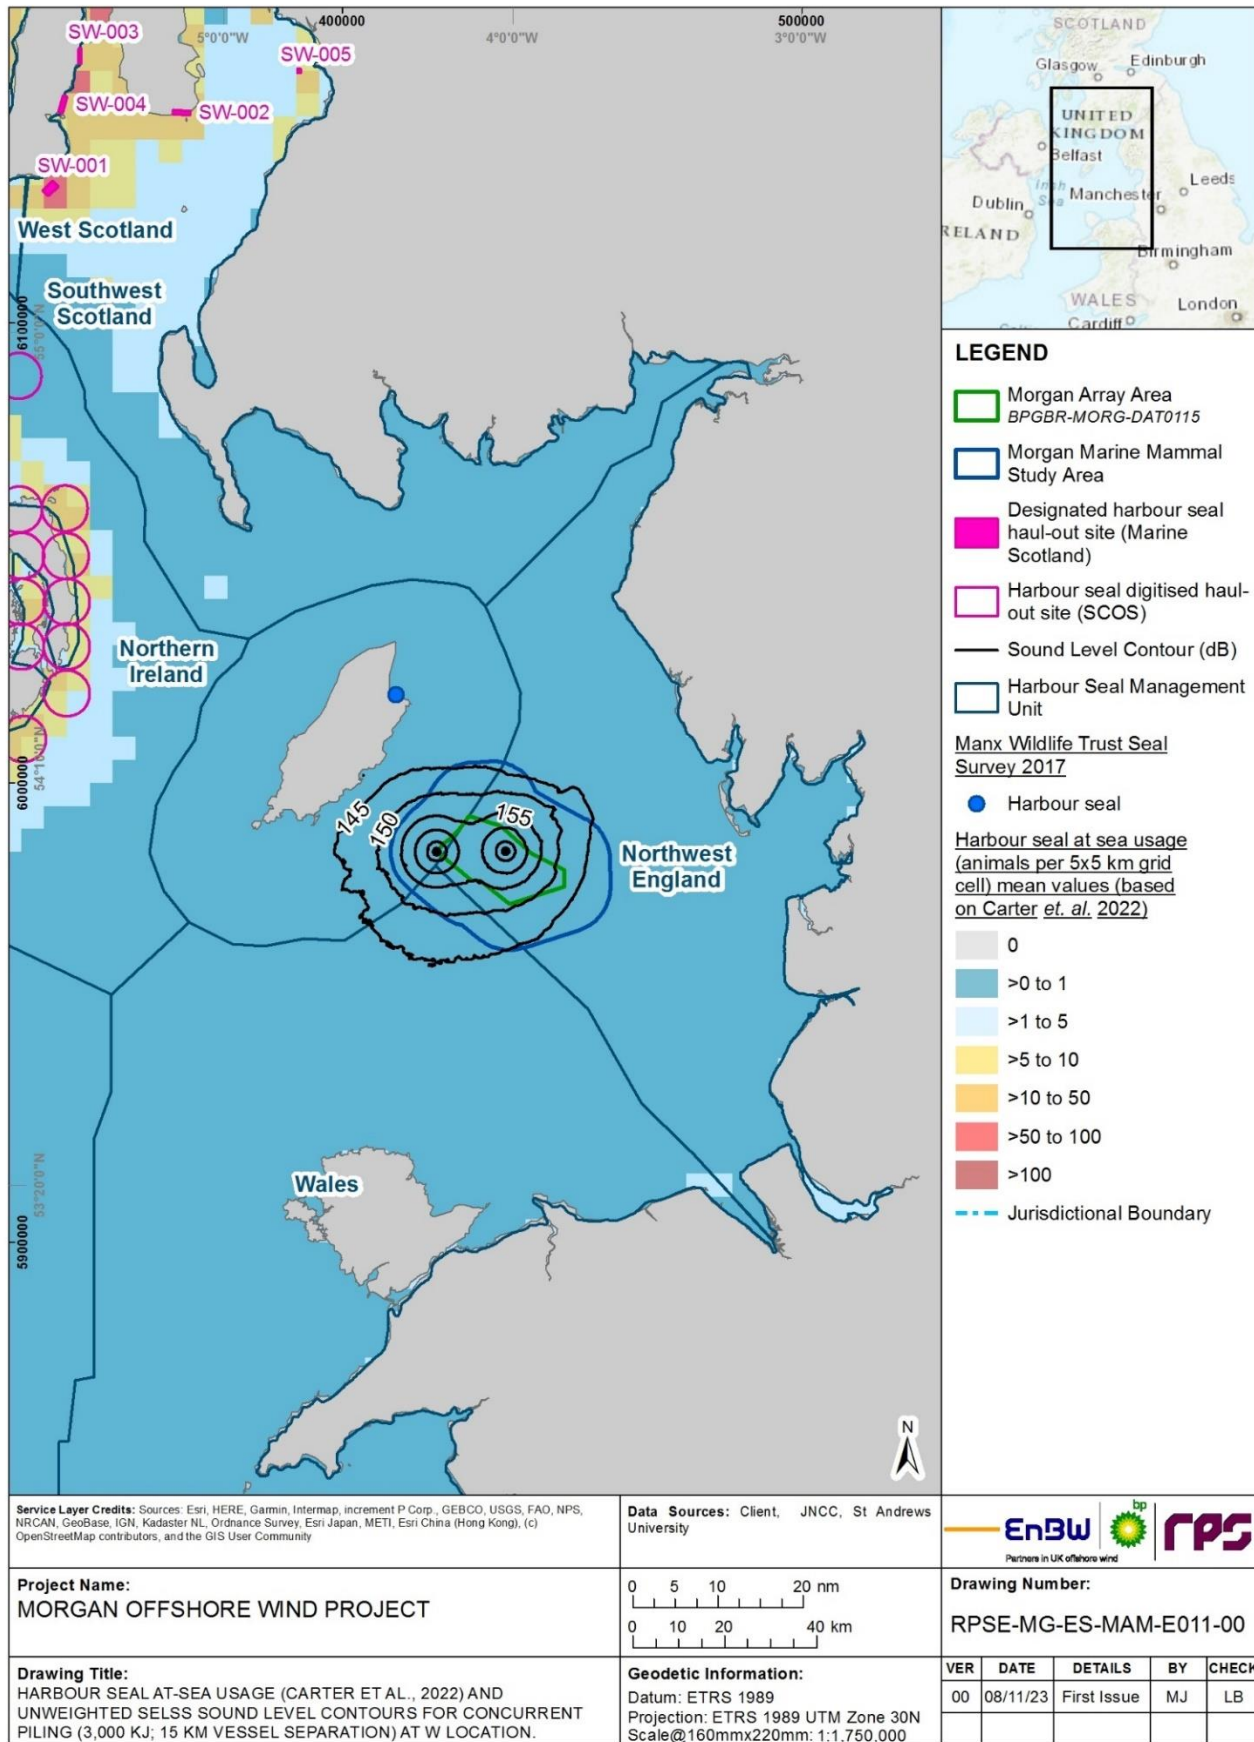 400000
500000
5°0'0"W
4°0'0"W
3°0'0"W
SW-003
SW-005
SW-004
SW-002
SW-001
West Scotland
Southwest
Scotland
6100000
55°0'0"N
Northern
Ireland
6000000
145
150
155
Northwest
England
53°20'0"N
5900000
Wales
N
SCOTLAND
Glasgow
Edinburgh
UNITED
KINGDOM
Belfast
Irish
Sea
Manchester
Leeds
Dublin
RELAND
Birmingham
WALES
Cardiff
London
LEGEND
Morgan Array Area
BPGBR-MORG-DAT0115
Morgan Marine Mammal
Study Area
Designated harbour seal
haul-out site (Marine
Scotland)
Harbour seal digitised haul-
out site (SCOS)
Sound Level Contour (dB)
Harbour Seal Management
Unit
Manx Wildlife Trust Seal
Survey 2017
Harbour seal
Harbour seal at sea usage
(animals per 5x5 km grid
cell) mean values (based
on Carter et. al. 2022)
0
>0 to 1
>1 to 5
>5 to 10
>10 to 50
>50 to 100
>100
Jurisdictional Boundary
Service Layer Credits: Sources: Esri, HERE, Garmin, Intermap, increment P Corp., GEBCO, USGS, FAO, NPS,
NRCAN, GeoBase, IGN, Kadaster NL, Ordnance Survey, Esri Japan, METI, Esri China (Hong Kong), (c)
OpenStreetMap contributors, and the GIS User Community
Data Sources: Client, JNCC, St Andrews
University
EnBW
Partners in UK offshore wind
bp
rps
Project Name:
MORGAN OFFSHORE WIND PROJECT
0 5 10 20 nm
0 10 20 40 km
Drawing Number:
RPSE-MG-ES-MAM-E011-00
Drawing Title:
HARBOUR SEAL AT-SEA USAGE (CARTER ET AL., 2022) AND
UNWEIGHTED SELSS SOUND LEVEL CONTOURS FOR CONCURRENT
PILING (3,000 KJ; 15 KM VESSEL SEPARATION) AT W LOCATION.
Geodetic Information:
Datum: ETRS 1989
Projection: ETRS 1989 UTM Zone 30N
Scale@160mmx220mm: 1:1,750,000
VER DATE DETAILS BY CHECK
00 08/11/23 First Issue MJ LB